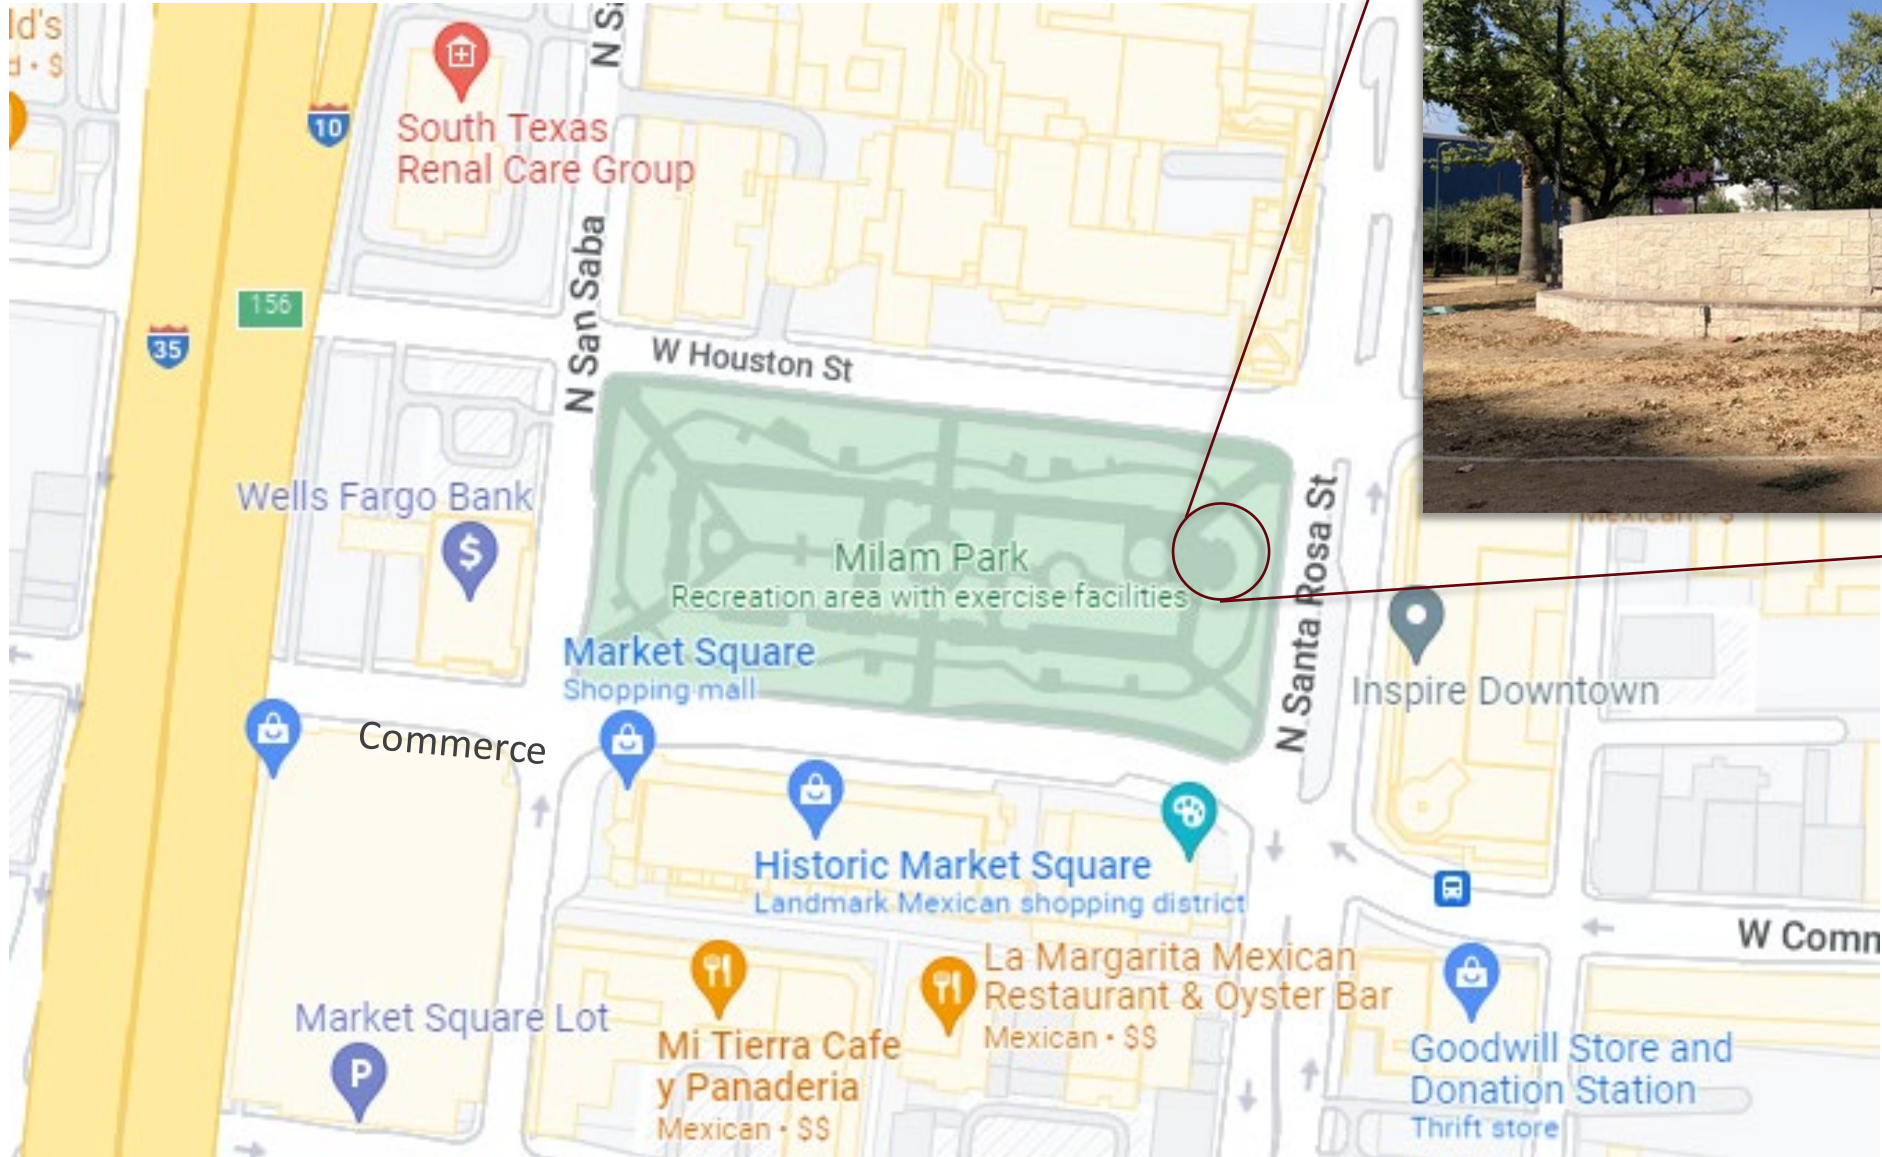 ld's
d • $
N S
10
South Texas
Renal Care Group
156
35
N San Saba
W Houston St
Wells Fargo Bank
$
Milam Park
Recreation area with exercise facilities
N Santa Rosa St
Mexican • $
Market Square
Shopping mall
Inspire Downtown
Commerce
Historic Market Square
Landmark Mexican shopping district
W Comm
La Margarita Mexican
Restaurant & Oyster Bar
Mexican • $$
Market Square Lot
P
Mi Tierra Cafe
y Panaderia
Mexican • $$
Goodwill Store and
Donation Station
Thrift store